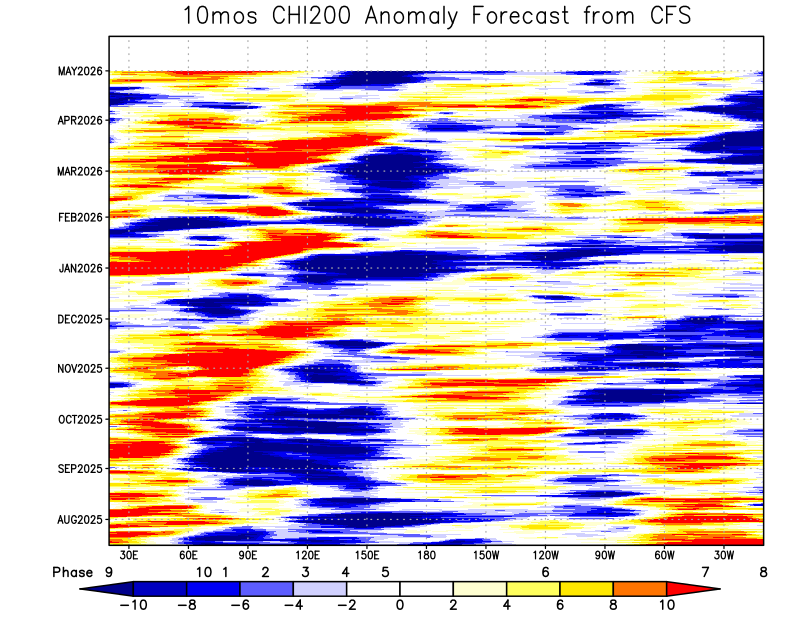 10mos CHI200 Anomaly Forecast from CFS
MAY2026
APR2026
MAR2026
FEB2026
JAN2026
DEC2025
NOV2025
OCT2025
SEP2025
AUG2025
30E 60E 90E 120E 150E 180 150W 120W 90W 60W 30W
Phase 9 10 1 2 3 4 5 6 7 8
−10 −8 −6 −4 −2 0 2 4 6 8 10